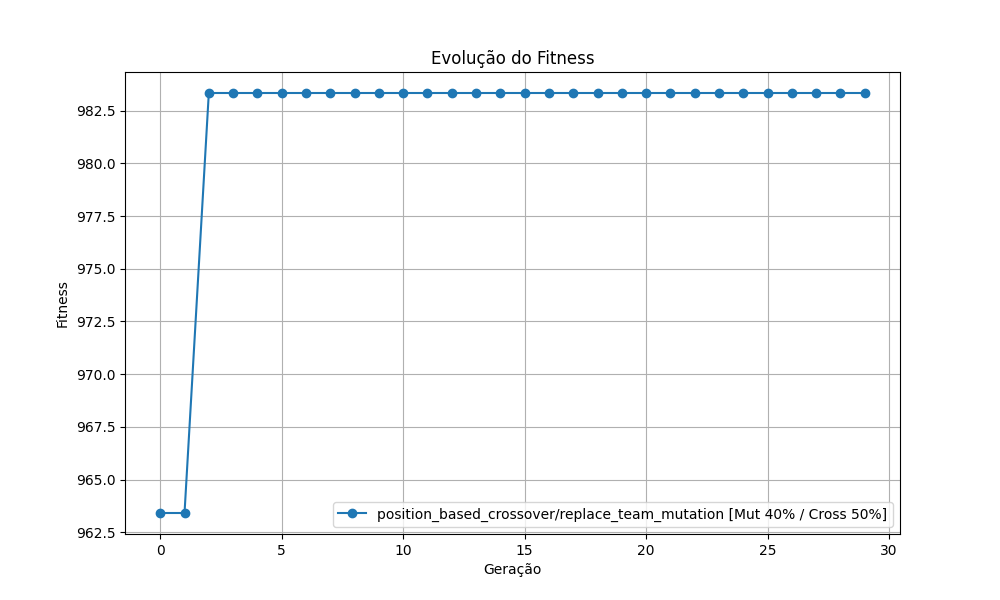 Evolução do Fitness
Fitness
982.5
980.0
977.5
975.0
972.5
970.0
967.5
965.0
962.5
position_based_crossover/replace_team_mutation [Mut 40% / Cross 50%]
0 5 10 15 20 25 30
Geração